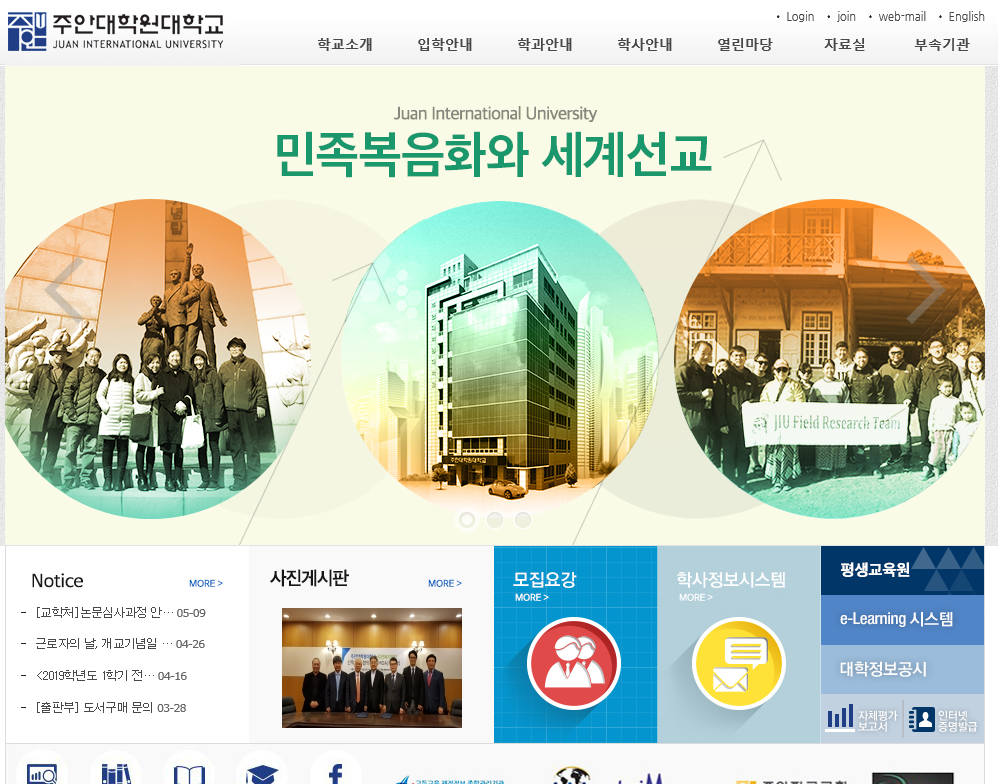 Login
join
web-mail
English
주안대학원대학교
JUAN INTERNATIONAL UNIVERSITY
학교소개 입학안내 학과안내 학사안내 열린마당 자료실 부속기관
Juan International University
민족복음화와 세계선교
주안대학원대학교
JIU Field Research Team
Notice
MORE >
- [교학처]논문심사과정 안… 05-09
- 근로자의 날, 개교기념일 … 04-26
- <2019학년도 1학기 전… 04-16
- [출판부] 도서구매 문의 03-28
사진게시판
MORE >
모집요강
MORE >
학사정보시스템
MORE >
평생교육원
e-Learning 시스템
대학정보공시
자체평가
보고서
인터넷
증명발급